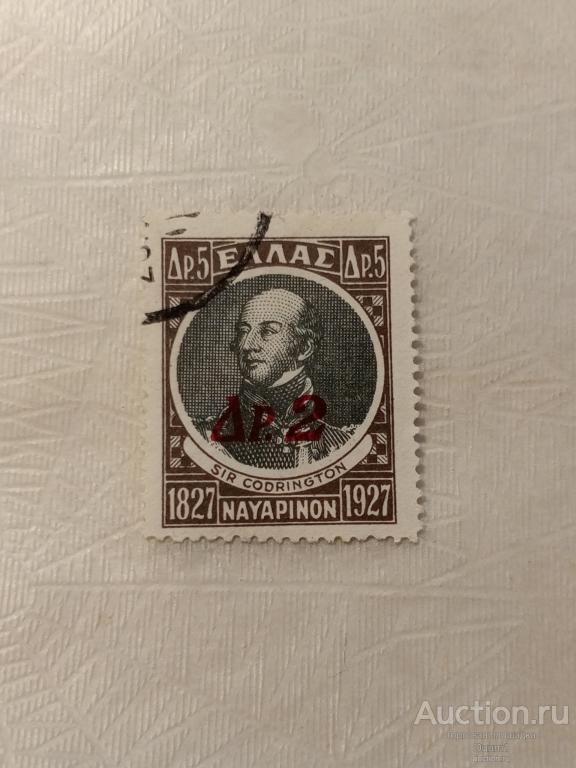 ΔΡ.5 ΕΛΛΑΣ ΔΡ.5
ΔΡ. 2
SIR CODRINGTON
1827 ΝΑΥΑΡΙΝΟΝ 1927
Auction.ru